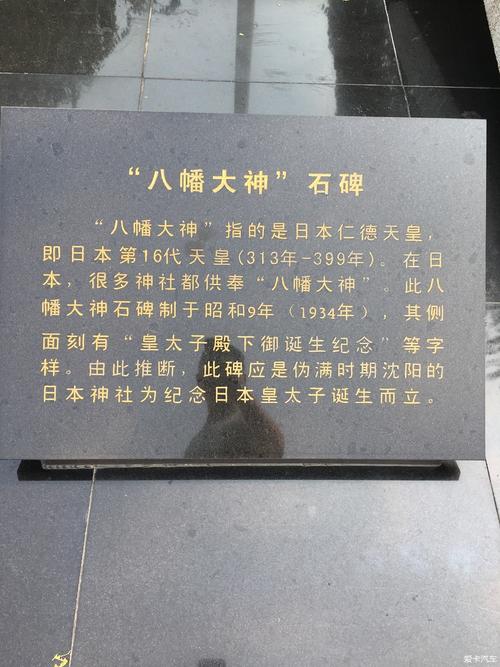 “八幡大神”石碑
“八幡大神”指的是日本仁德天皇，
即日本第16代天皇(313年-399年)。在日
本，很多神社都供奉“八幡大神”。此八
幡大神石碑制于昭和9年（1934年），其侧
面刻有“皇太子殿下御诞生纪念”等字
样。由此推断，此碑应是伪满时期沈阳的
日本神社为纪念日本皇太子诞生而立。
爱卡汽车